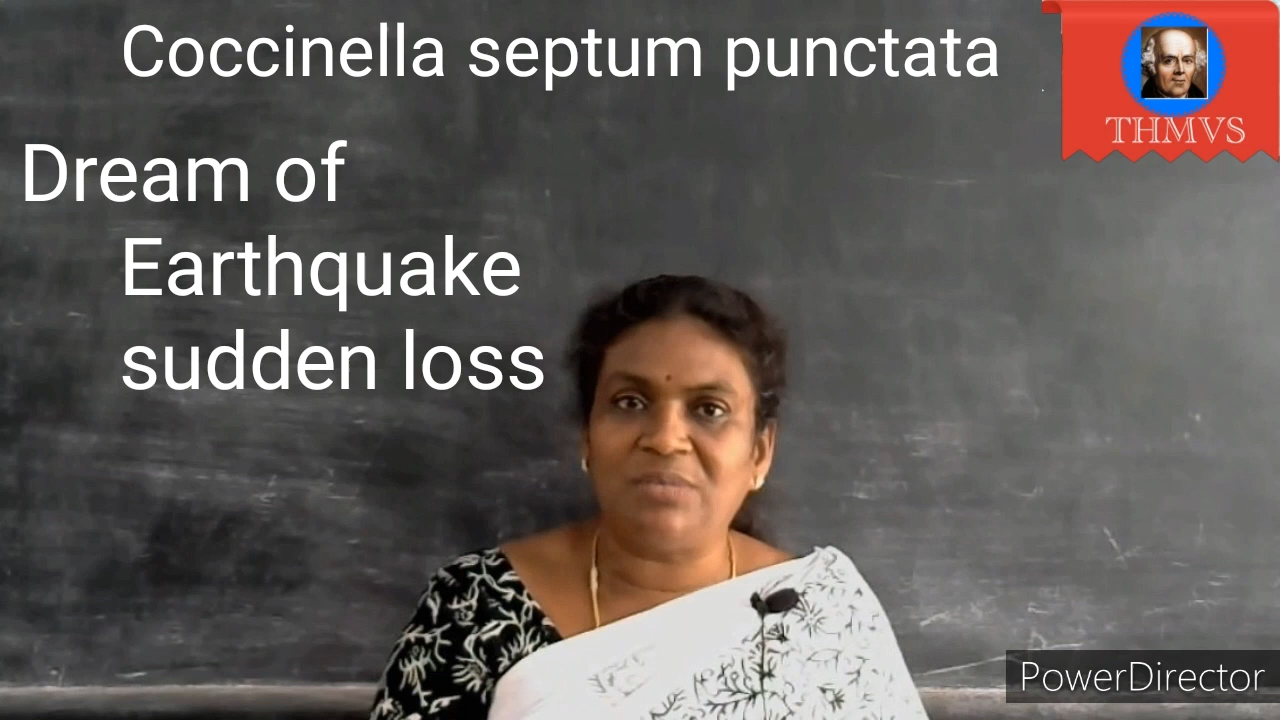 Coccinella septum punctata
THMVS
Dream of
Earthquake
sudden loss
PowerDirector